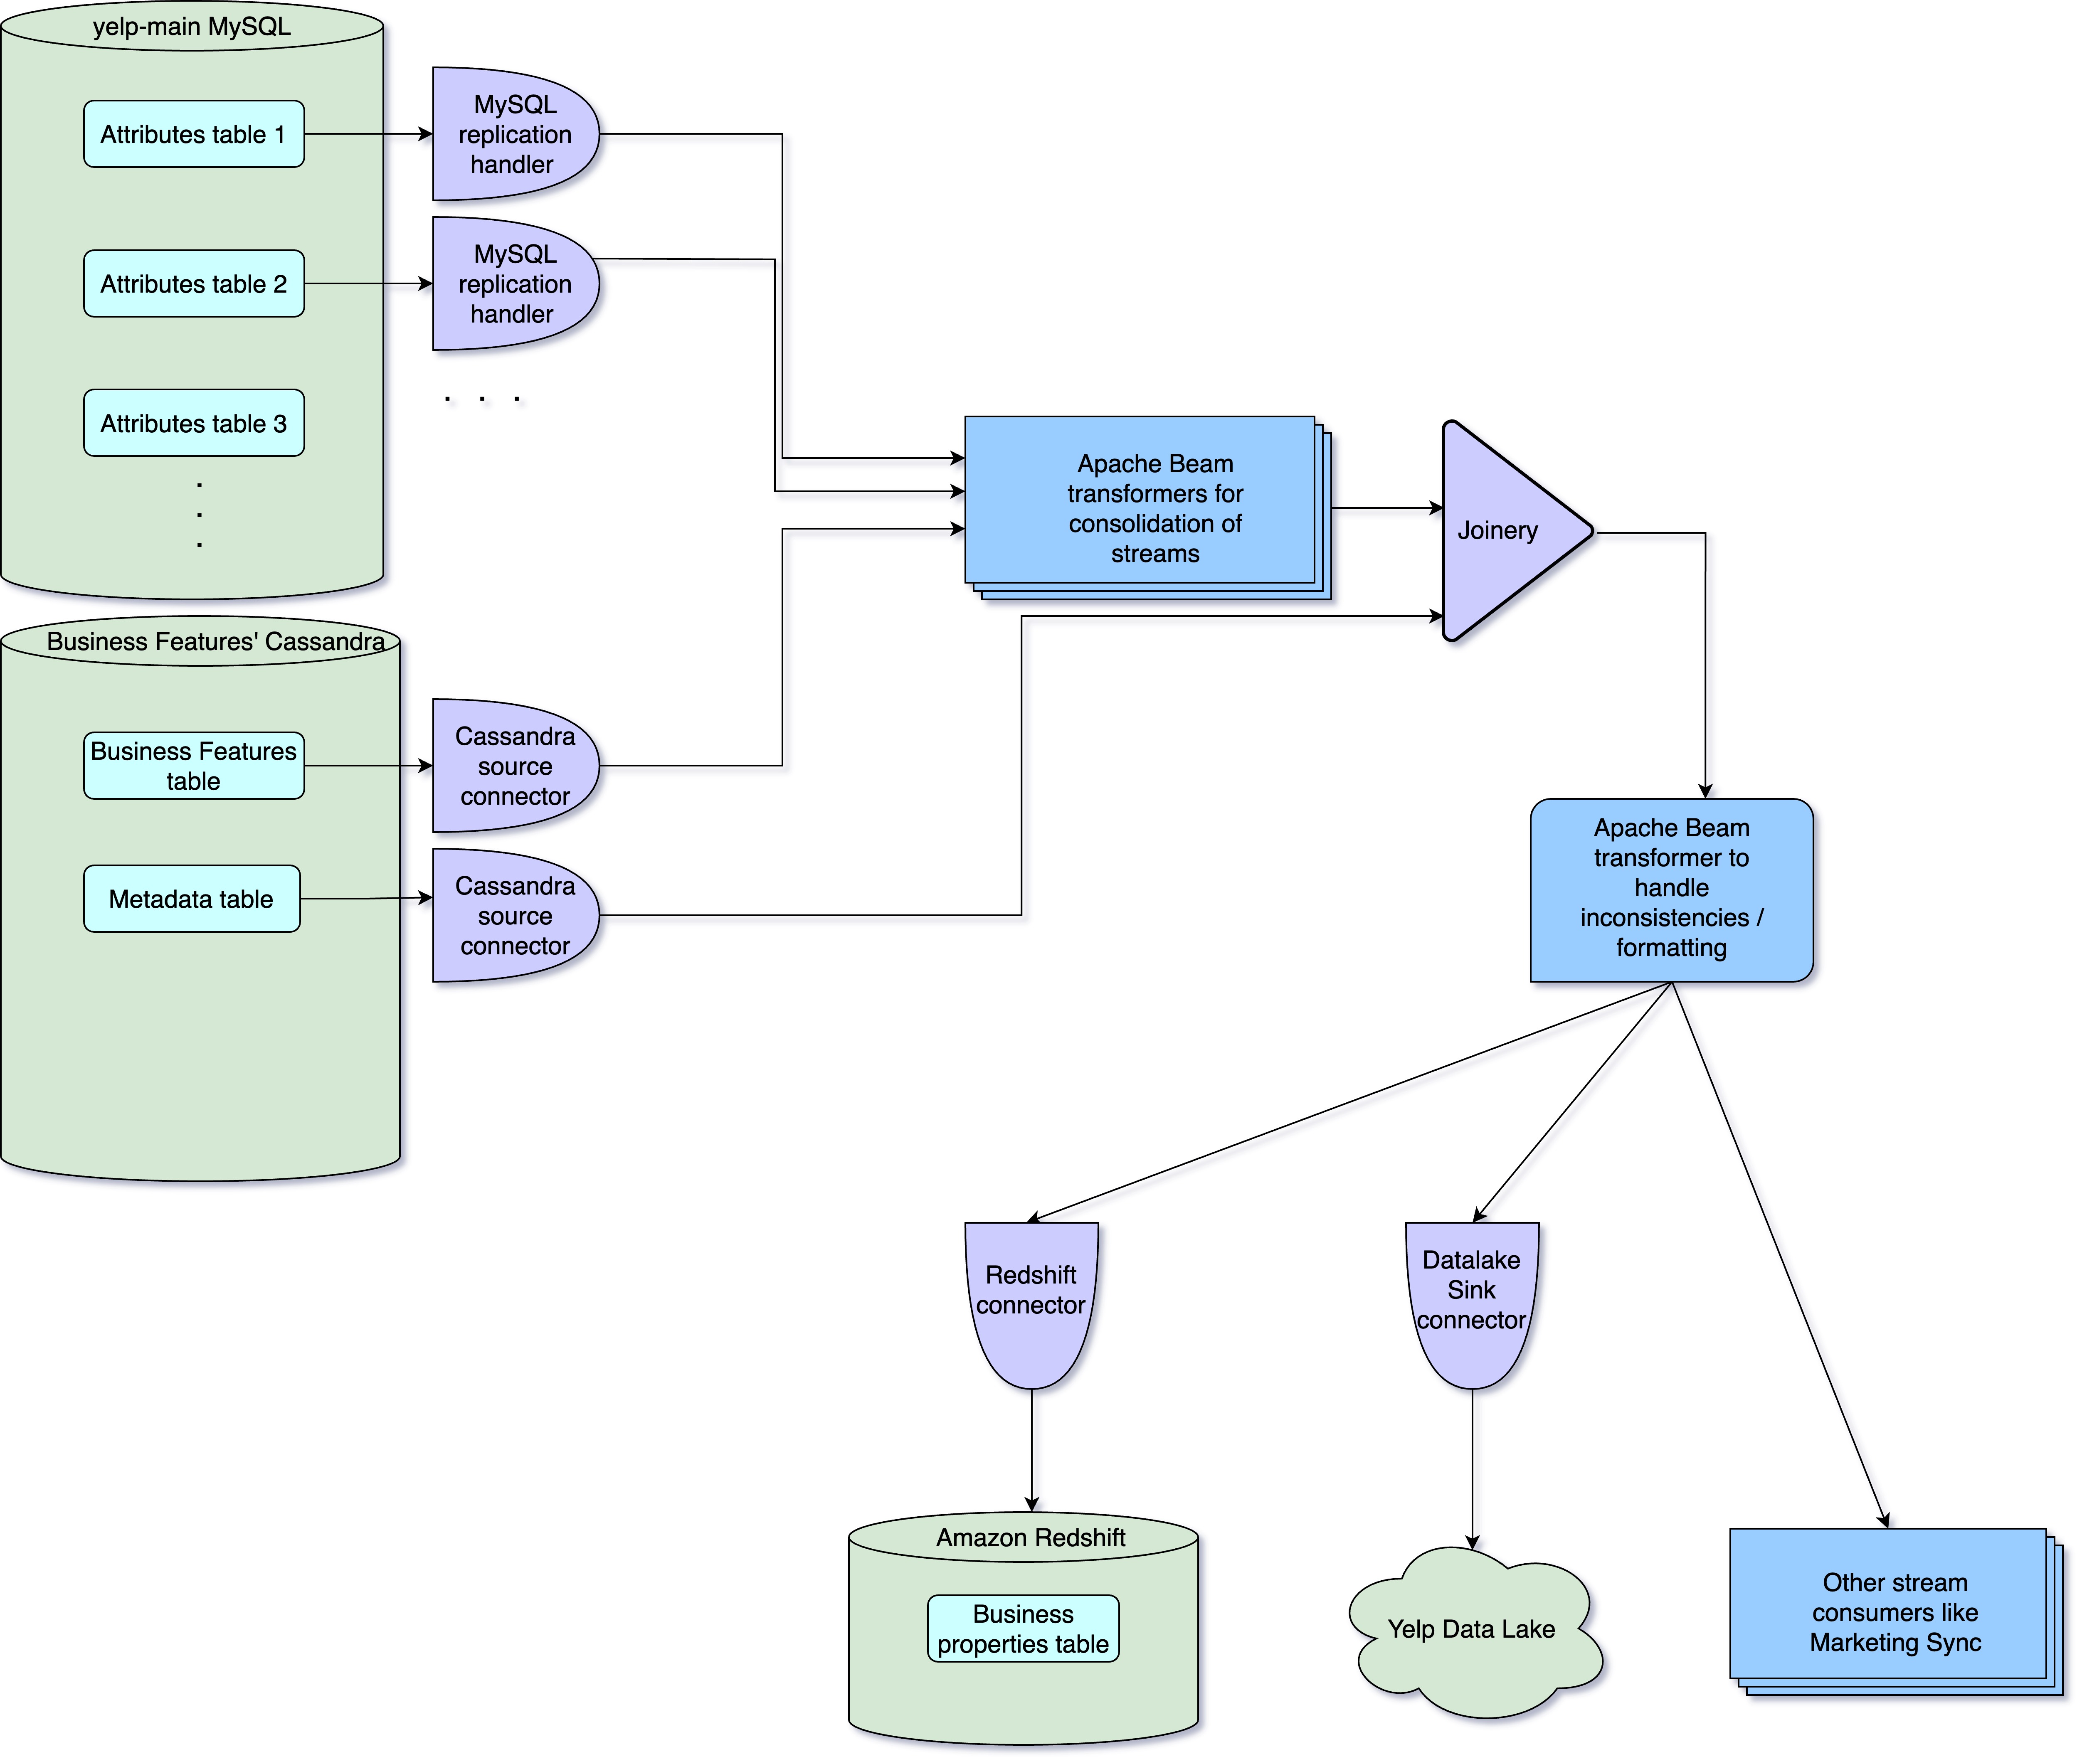 yelp-main MySQL
Attributes table 1
Attributes table 2
Attributes table 3
.
.
.
MySQL
replication
handler
MySQL
replication
handler
. . .
Business Features' Cassandra
Business Features
table
Metadata table
Cassandra
source
connector
Cassandra
source
connector
Apache Beam
transformers for
consolidation of
streams
Joinery
Apache Beam
transformer to
handle
inconsistencies /
formatting
Redshift
connector
Datalake
Sink
connector
Amazon Redshift
Business
properties table
Yelp Data Lake
Other stream
consumers like
Marketing Sync